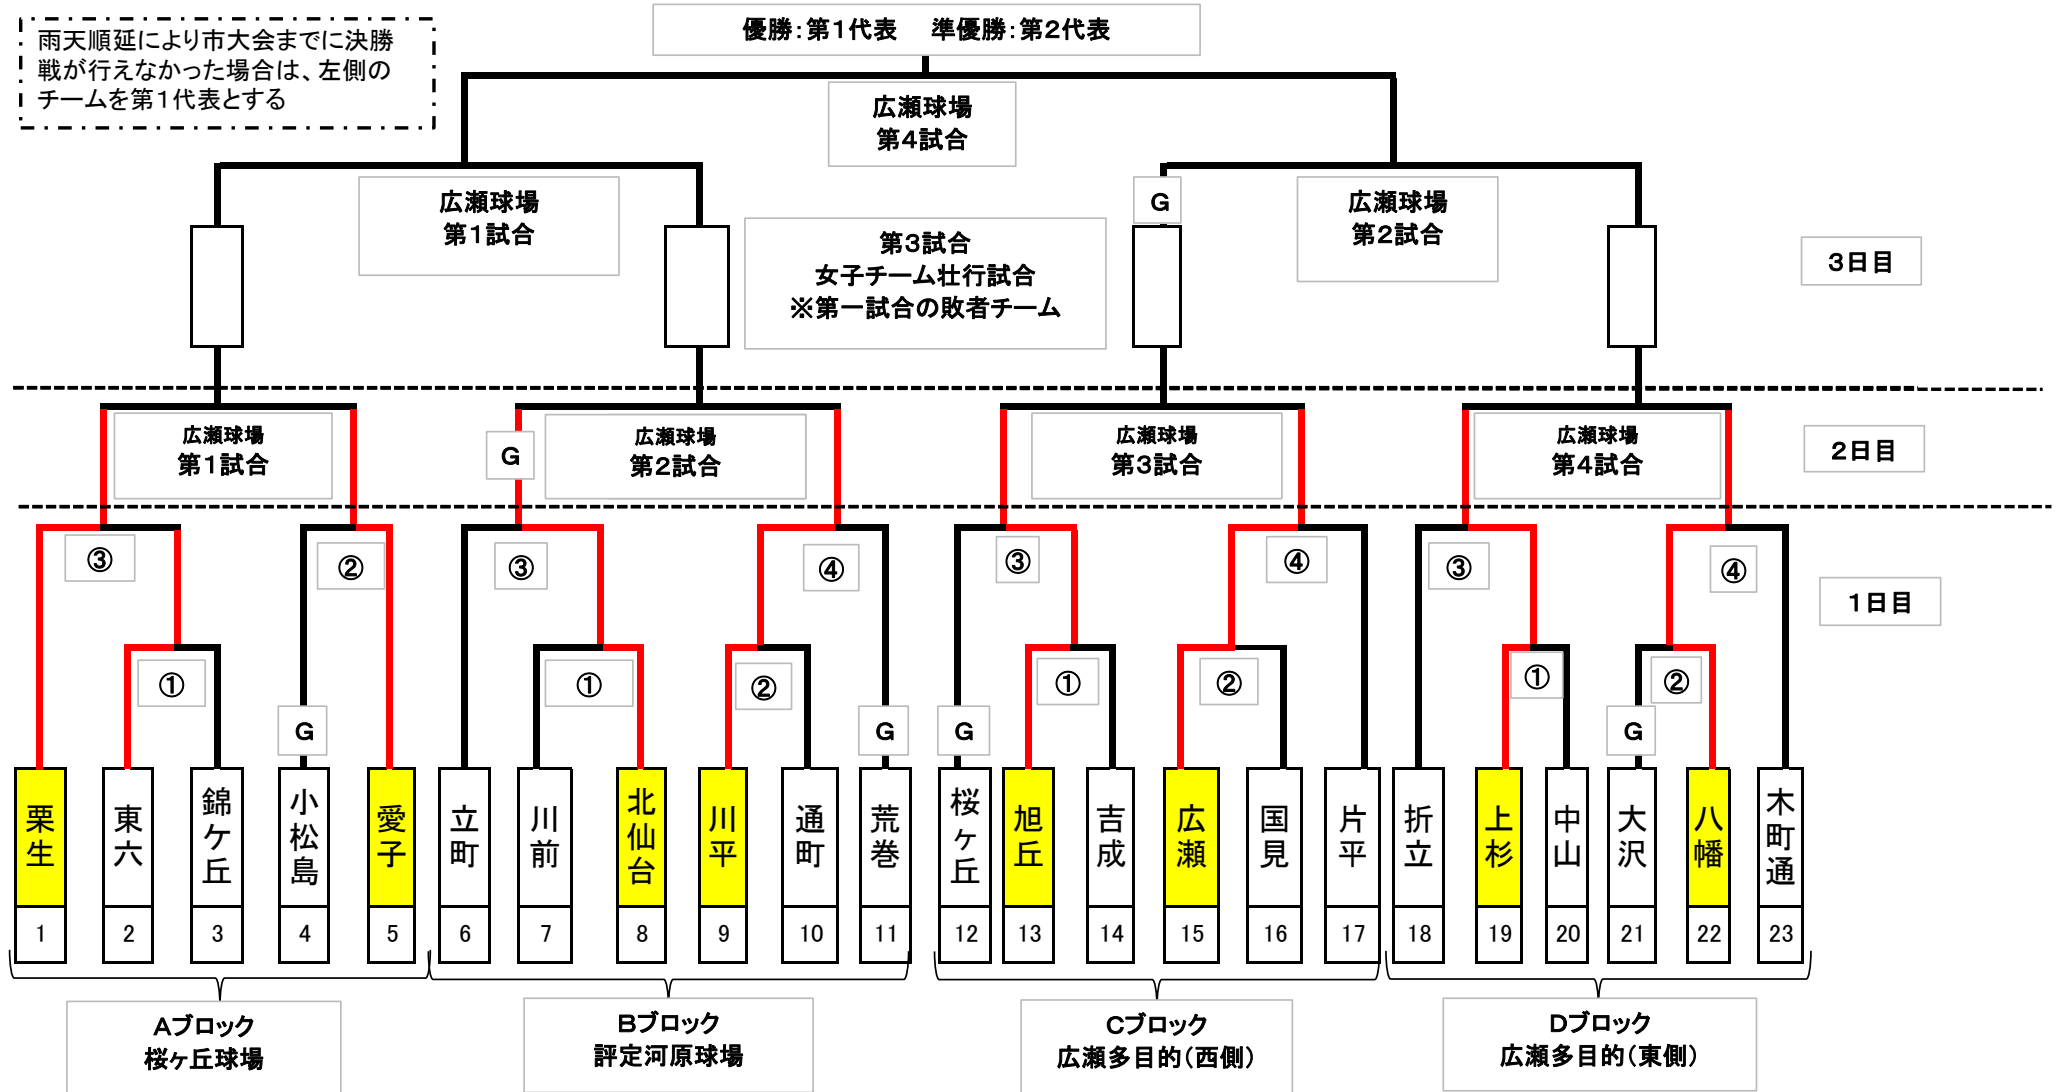 雨天順延により市大会までに決勝
戦が行えなかった場合は、左側の
チームを第1代表とする
優勝:第1代表　準優勝:第2代表
広瀬球場
第4試合
広瀬球場
第1試合
G
広瀬球場
第2試合
第3試合
女子チーム壮行試合
※第一試合の敗者チーム
3日目
広瀬球場
第1試合
G
広瀬球場
第2試合
広瀬球場
第3試合
広瀬球場
第4試合
2日目
③
②
③
④
③
④
③
④
1日目
①
①
②
①
②
①
②
G
G
G
G
栗生
東六
錦ケ丘
小松島
愛子
立町
川前
北仙台
川平
通町
荒巻
桜ヶ丘
旭丘
吉成
広瀬
国見
片平
折立
上杉
中山
大沢
八幡
木町通
1 2 3 4 5 6 7 8 9 10 11 12 13 14 15 16 17 18 19 20 21 22 23
Aブロック
桜ヶ丘球場
Bブロック
評定河原球場
Cブロック
広瀬多目的(西側)
Dブロック
広瀬多目的(東側)